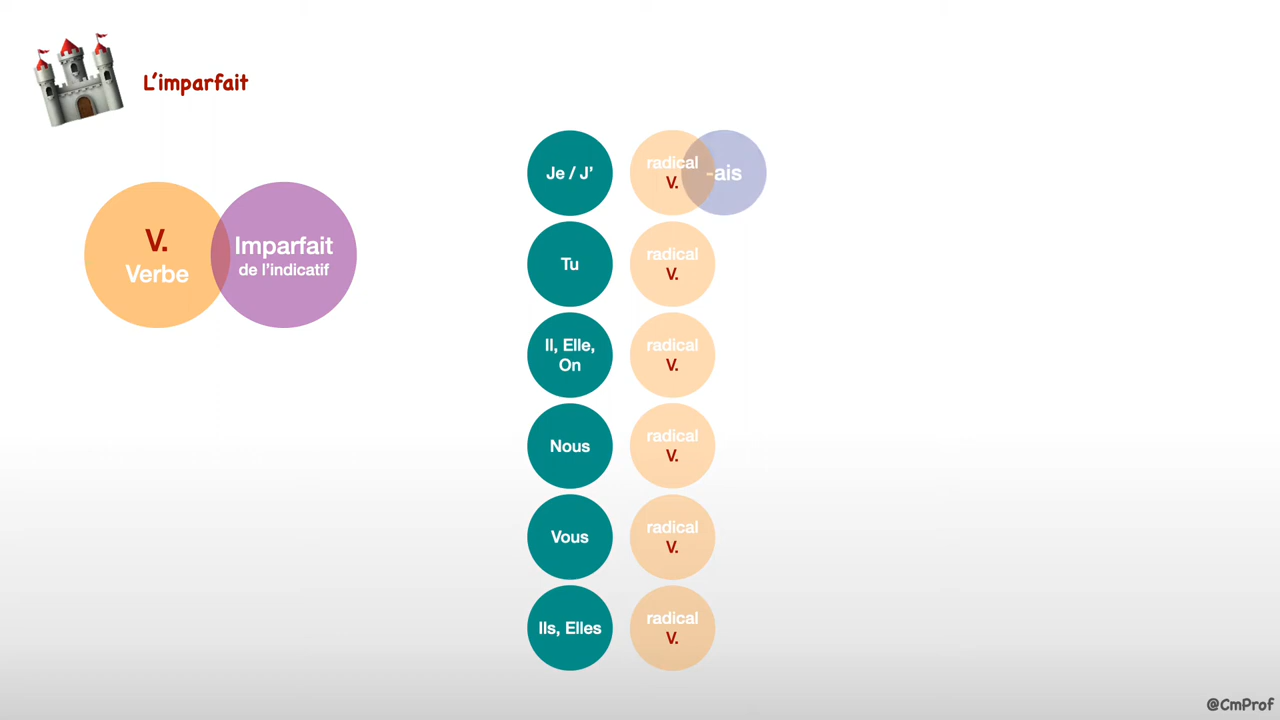 L'imparfait
V.
Verbe
Imparfait
de l'indicatif
Je / J'
radical
V.
-ais
Tu
radical
V.
Il, Elle,
On
radical
V.
Nous
radical
V.
Vous
radical
V.
Ils, Elles
radical
V.
@CmProf